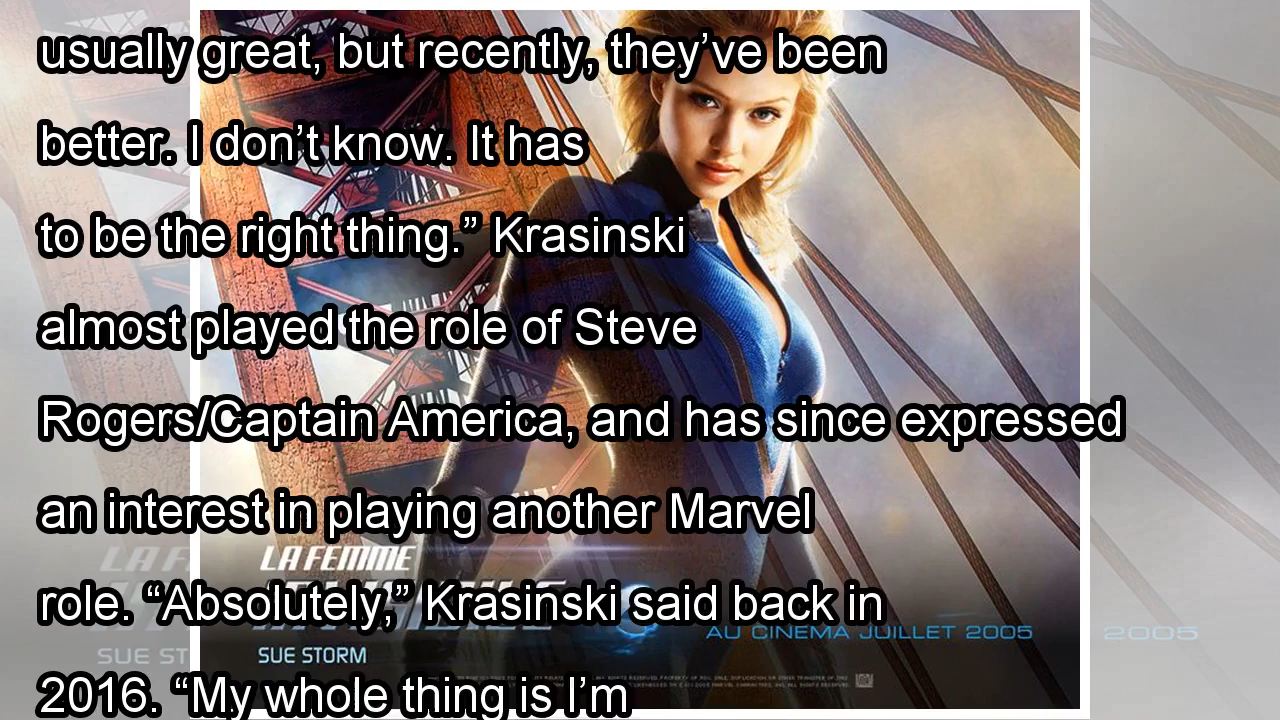 usually great, but recently, they’ve been
better. I don’t know. It has
to be the right thing.” Krasinski
almost played the role of Steve
Rogers/Captain America, and has since expressed
an interest in playing another Marvel
LA FEMME
role. “Absolutely,” Krasinski said back in
AU CINEMA JUILLET 2005
2005
SUE STORM
SUE ST
2016. “My whole thing is I’m